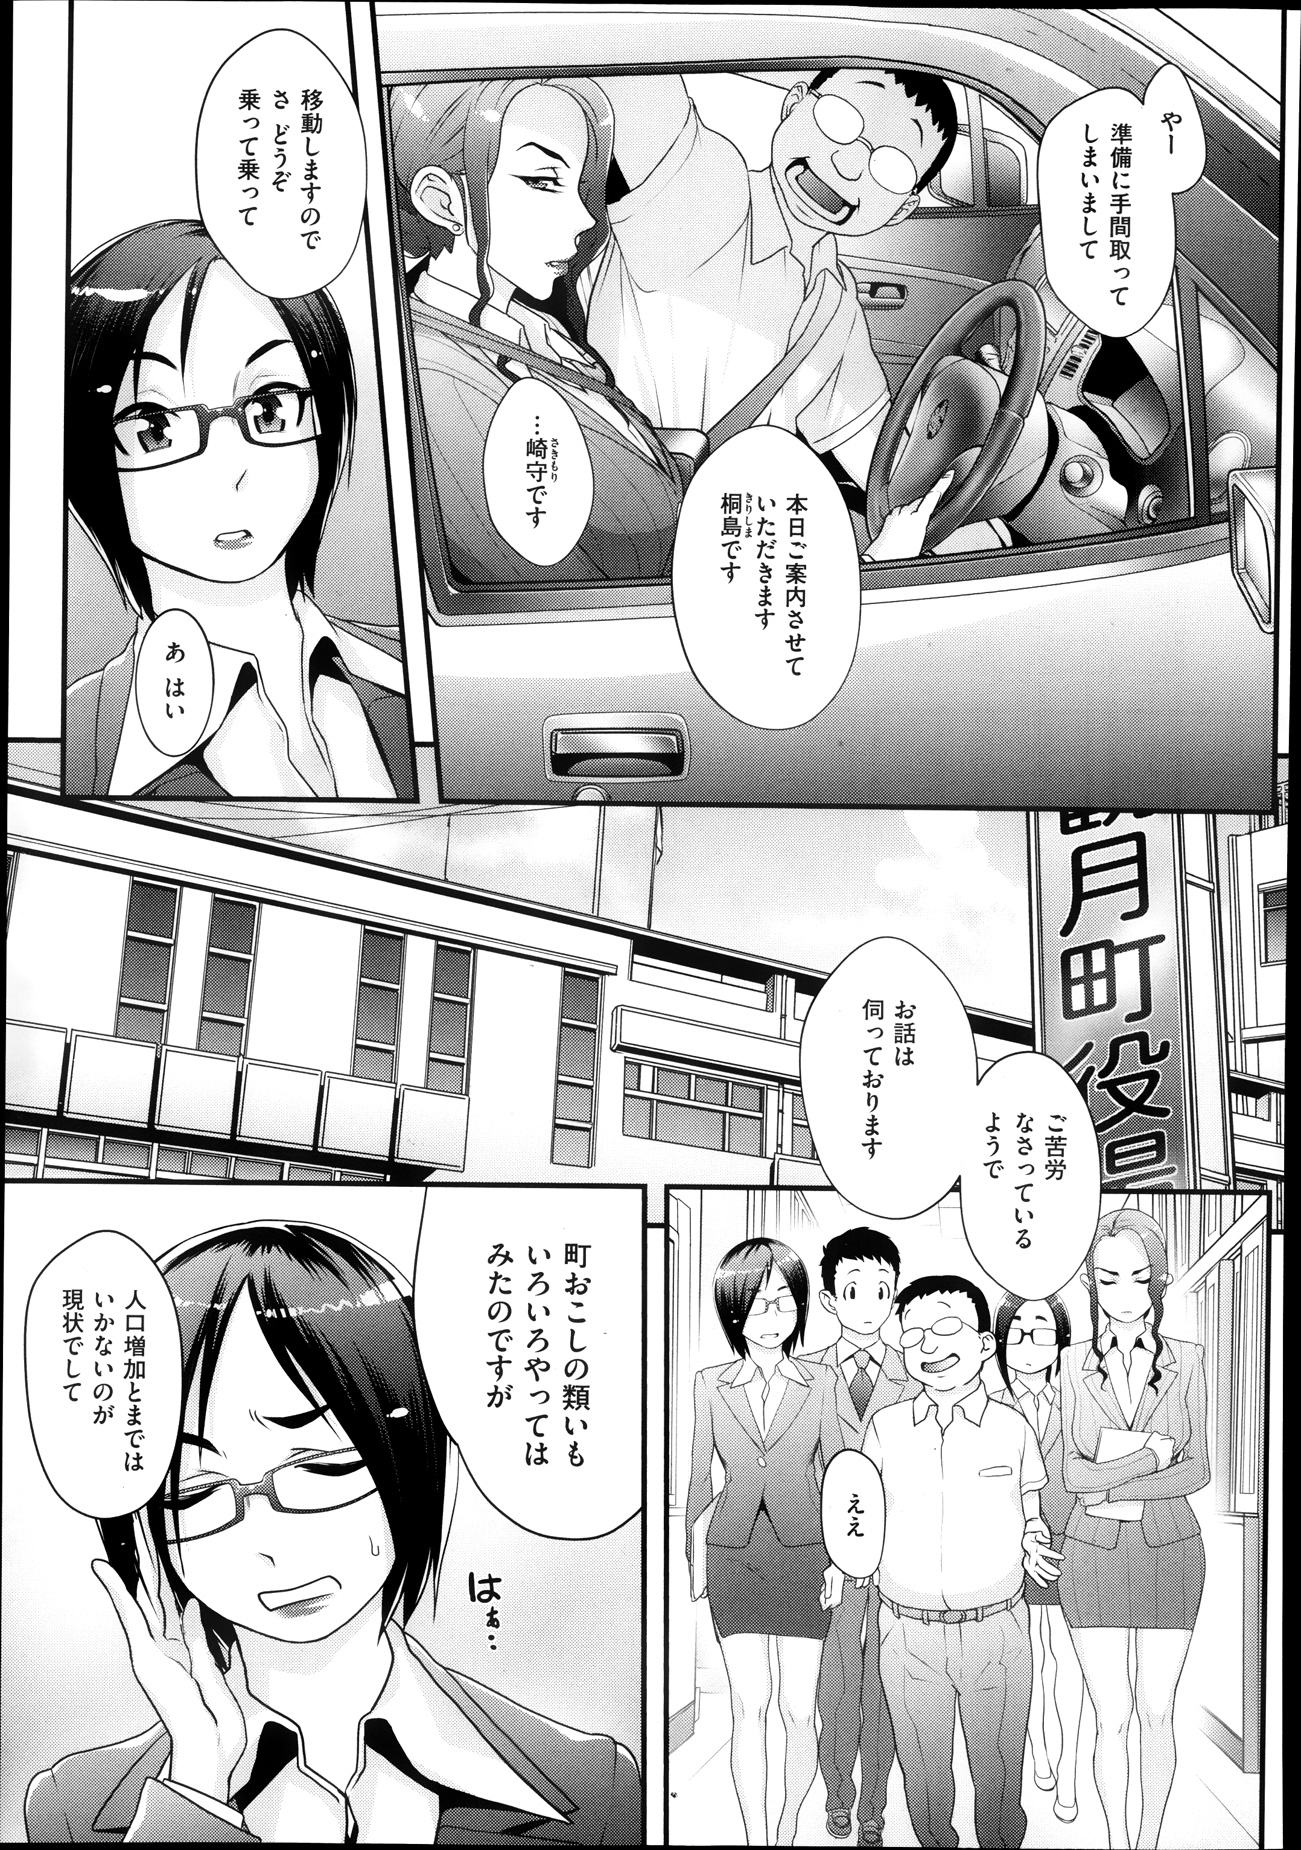 やー
準備に手間取って
しまいまして
本日ご案内させて
いただきます
桐島です
きりしま
…崎守です
さきもり
移動しますので
さ どうぞ
乗って乗って
あ はい
観月町役場
お話は
伺っております
ご苦労
なさっている
ようで
ええ
町おこしの類いも
いろいろやっては
みたのですが
はぁ…
人口増加とまでは
いかないのが
現状でして